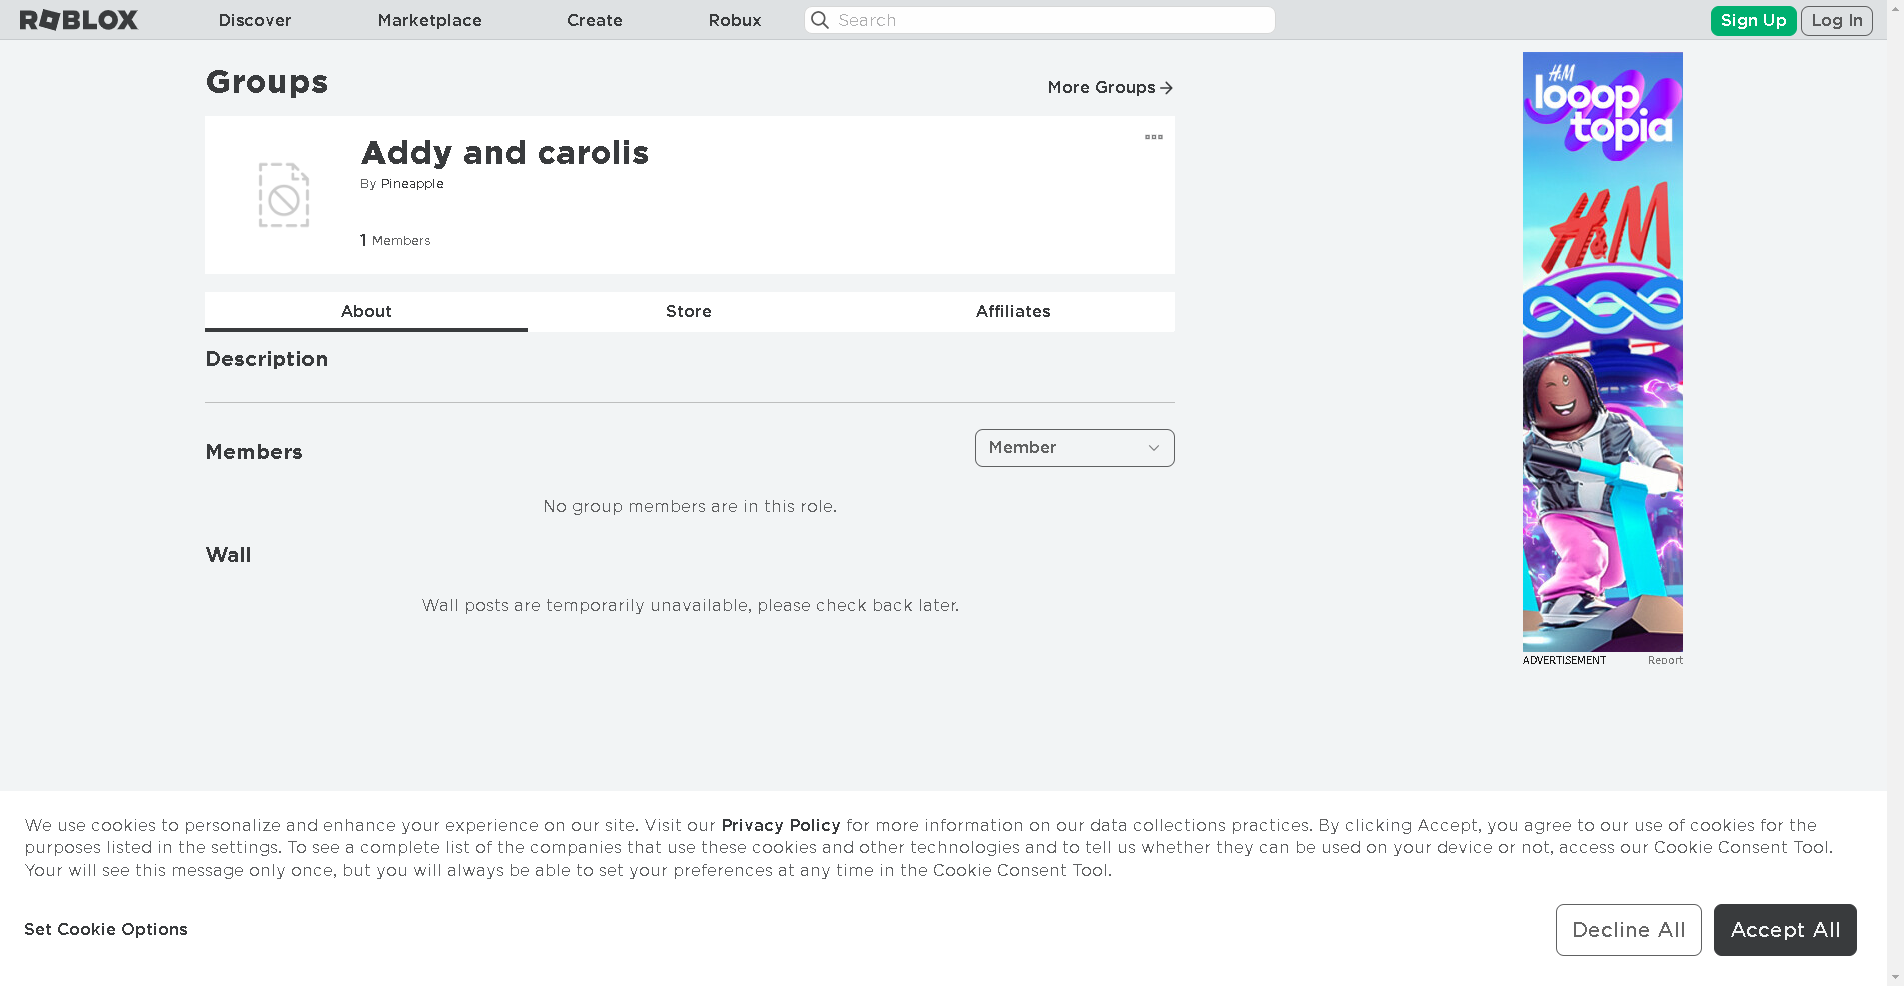 ROBLOX Discover Marketplace Create Robux Search Sign Up Log In
Groups
More Groups
Addy and carolis
By Pineapple
1 Members
About Store Affiliates
Description
Members
Member
No group members are in this role.
Wall
Wall posts are temporarily unavailable, please check back later.
H&M
looop
topia
H&M
ADVERTISEMENT Report
We use cookies to personalize and enhance your experience on our site. Visit our Privacy Policy for more information on our data collections practices. By clicking Accept, you agree to our use of cookies for the
purposes listed in the settings. To see a complete list of the companies that use these cookies and other technologies and to tell us whether they can be used on your device or not, access our Cookie Consent Tool.
Your will see this message only once, but you will always be able to set your preferences at any time in the Cookie Consent Tool.
Set Cookie Options
Decline All Accept All